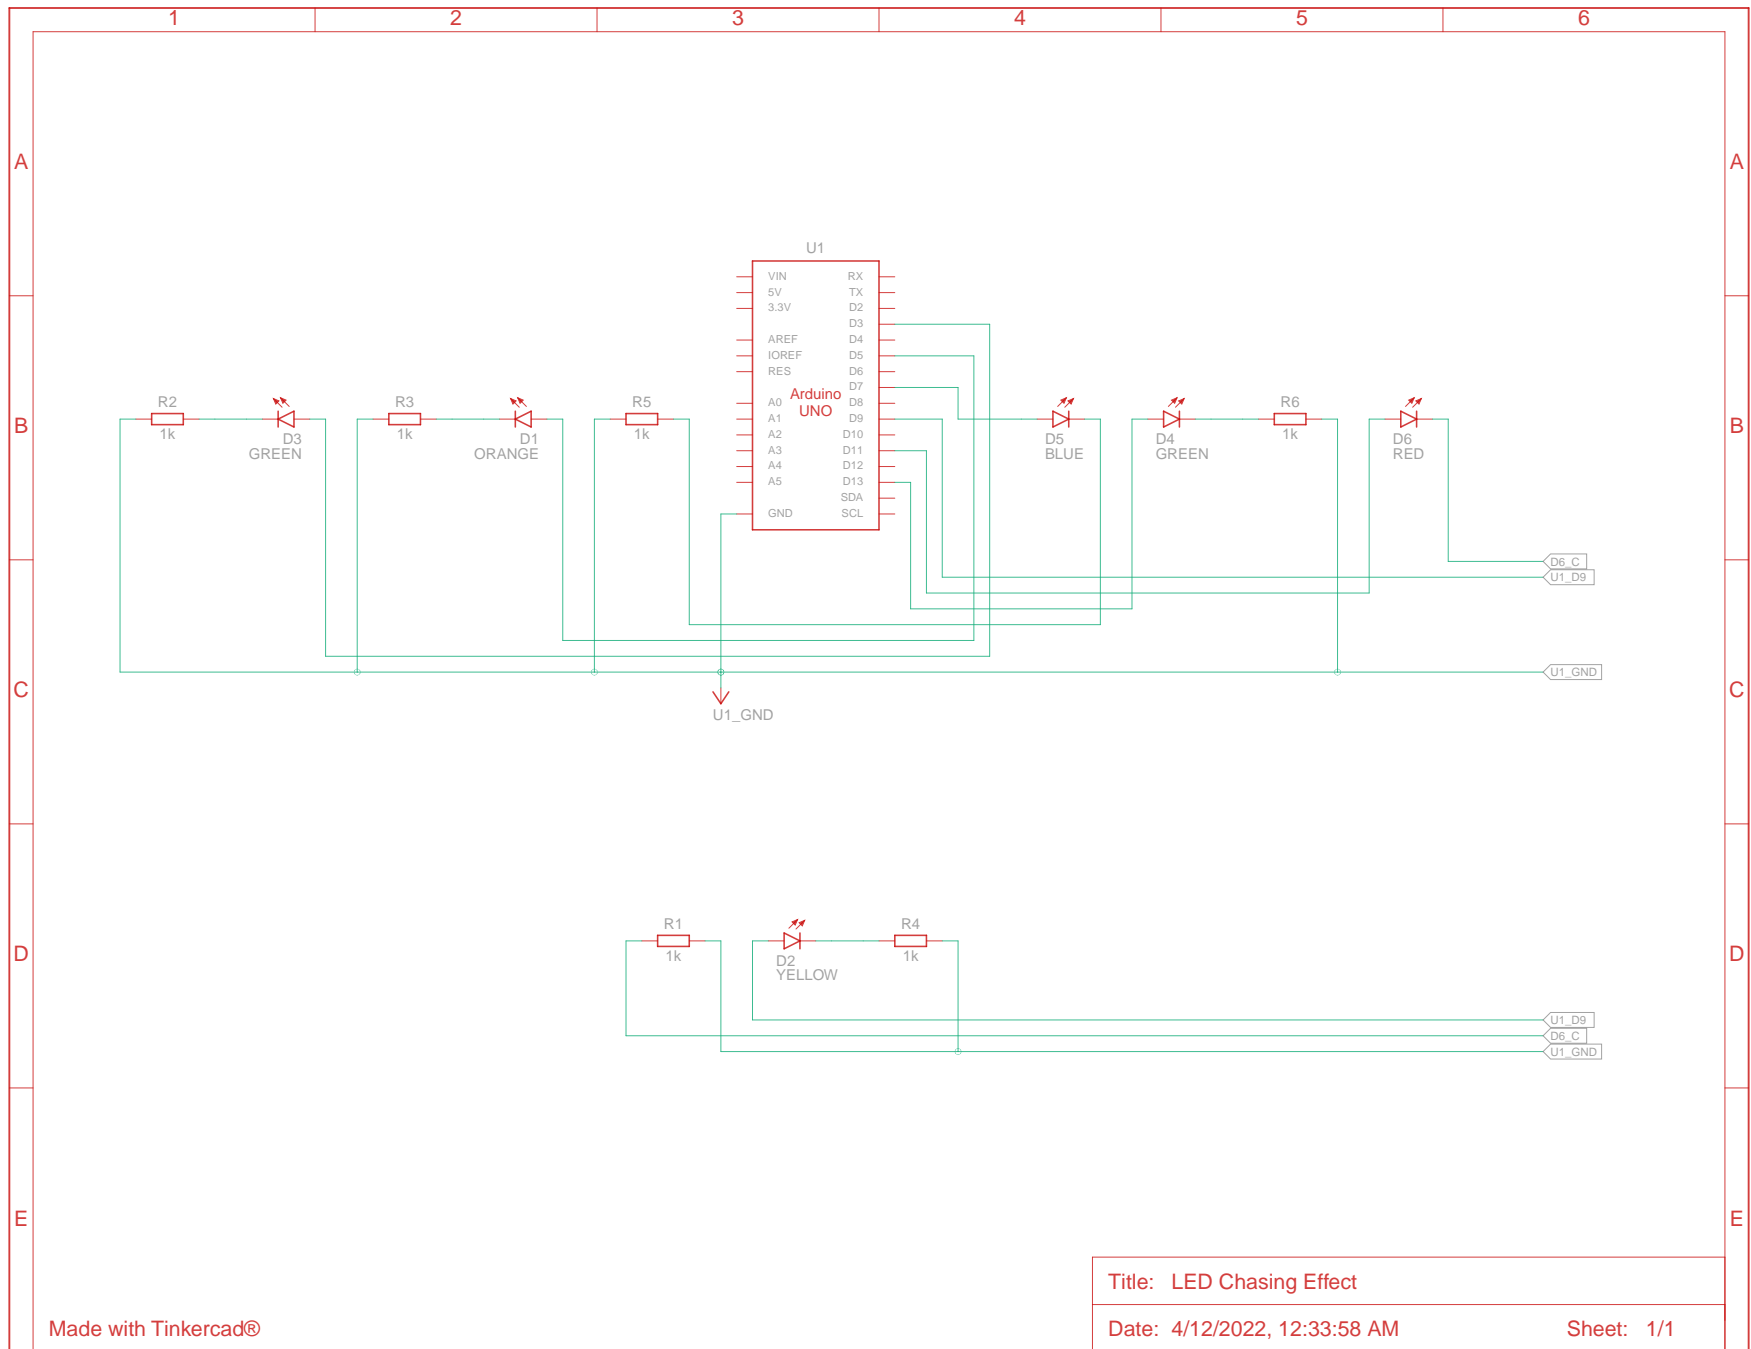 1 2 3 4 5 6
A A
U1
VIN RX
5V TX
3.3V D2
D3
AREF D4
IOREF D5
RES D6
D7
Arduino
UNO
A0 D8
A1 D9
A2 D10
A3 D11
A4 D12
A5 D13
SDA
GND SCL
B B
R2
1k
D3
GREEN
R3
1k
D1
ORANGE
R5
1k
D5
BLUE
D4
GREEN
R6
1k
D6
RED
D6_C
U1_D9
U1_GND
C C
U1_GND
D D
R1
1k
D2
YELLOW
R4
1k
U1_D9
D6_C
U1_GND
E E
Title: LED Chasing Effect
Made with Tinkercad®
Date: 4/12/2022, 12:33:58 AM Sheet: 1/1